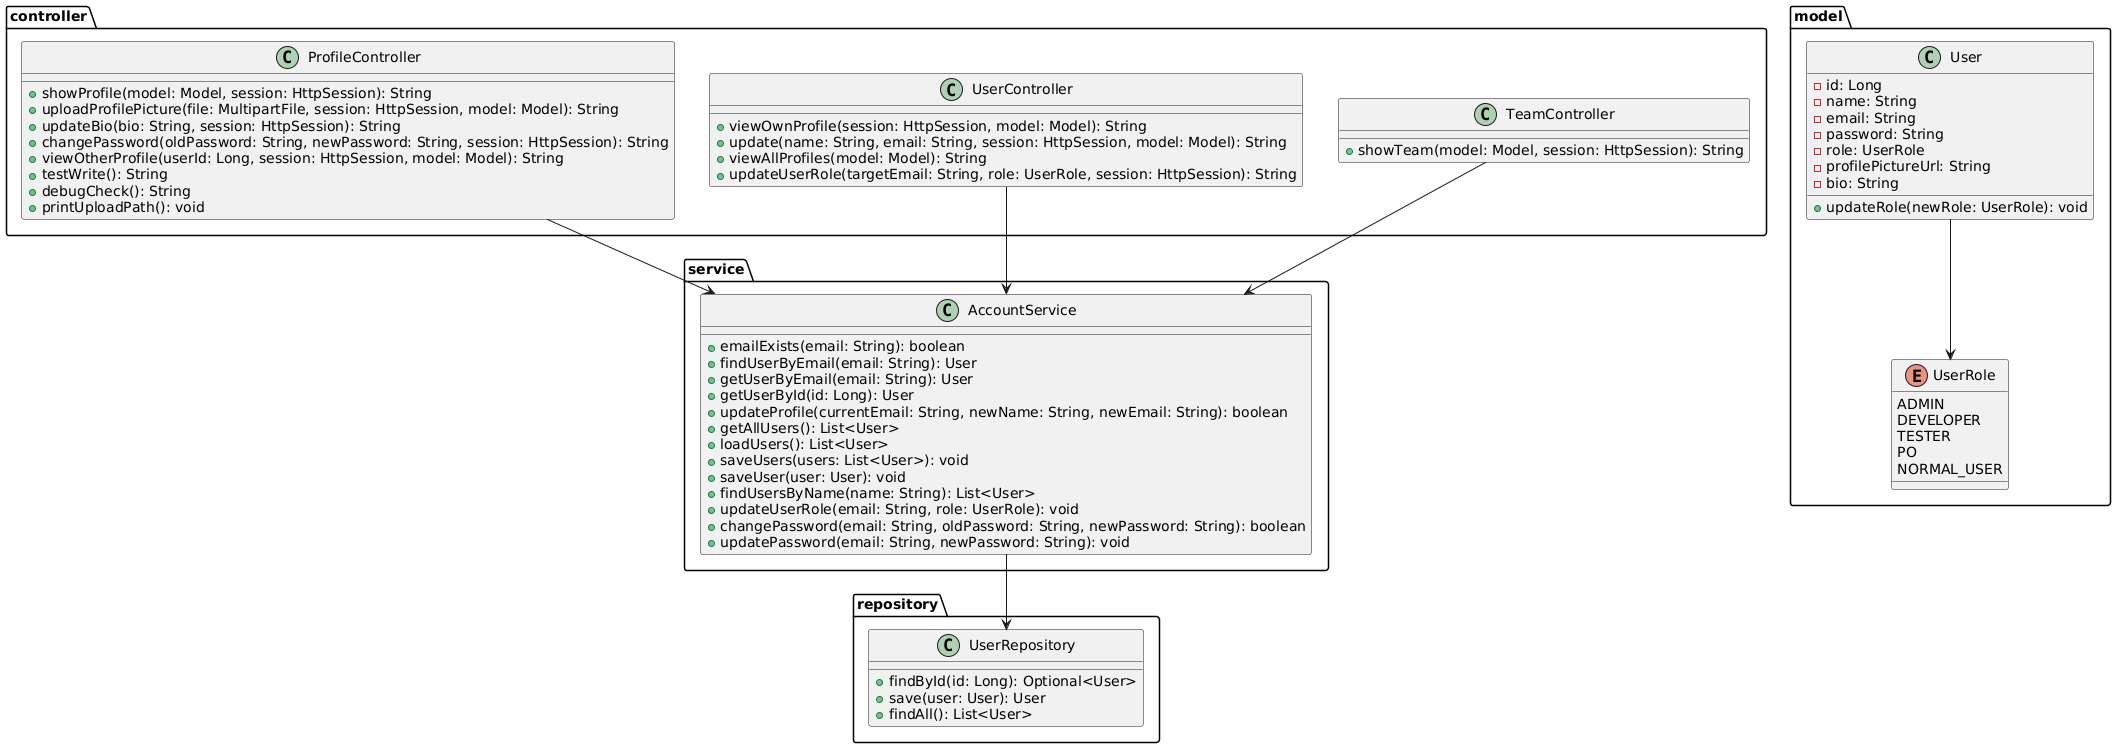 controller
C ProfileController
showProfile(model: Model, session: HttpSession): String
uploadProfilePicture(file: MultipartFile, session: HttpSession, model: Model): String
updateBio(bio: String, session: HttpSession): String
changePassword(oldPassword: String, newPassword: String, session: HttpSession): String
viewOtherProfile(userId: Long, session: HttpSession, model: Model): String
testWrite(): String
debugCheck(): String
printUploadPath(): void
C UserController
viewOwnProfile(session: HttpSession, model: Model): String
update(name: String, email: String, session: HttpSession, model: Model): String
viewAllProfiles(model: Model): String
updateUserRole(targetEmail: String, role: UserRole, session: HttpSession): String
C TeamController
showTeam(model: Model, session: HttpSession): String
model
C User
id: Long
name: String
email: String
password: String
role: UserRole
profilePictureUrl: String
bio: String
updateRole(newRole: UserRole): void
E UserRole
ADMIN
DEVELOPER
TESTER
PO
NORMAL_USER
service
C AccountService
emailExists(email: String): boolean
findUserByEmail(email: String): User
getUserByEmail(email: String): User
getUserById(id: Long): User
updateProfile(currentEmail: String, newName: String, newEmail: String): boolean
getAllUsers(): List<User>
loadUsers(): List<User>
saveUsers(users: List<User>): void
saveUser(user: User): void
findUsersByName(name: String): List<User>
updateUserRole(email: String, role: UserRole): void
changePassword(email: String, oldPassword: String, newPassword: String): boolean
updatePassword(email: String, newPassword: String): void
repository
C UserRepository
findById(id: Long): Optional<User>
save(user: User): User
findAll(): List<User>